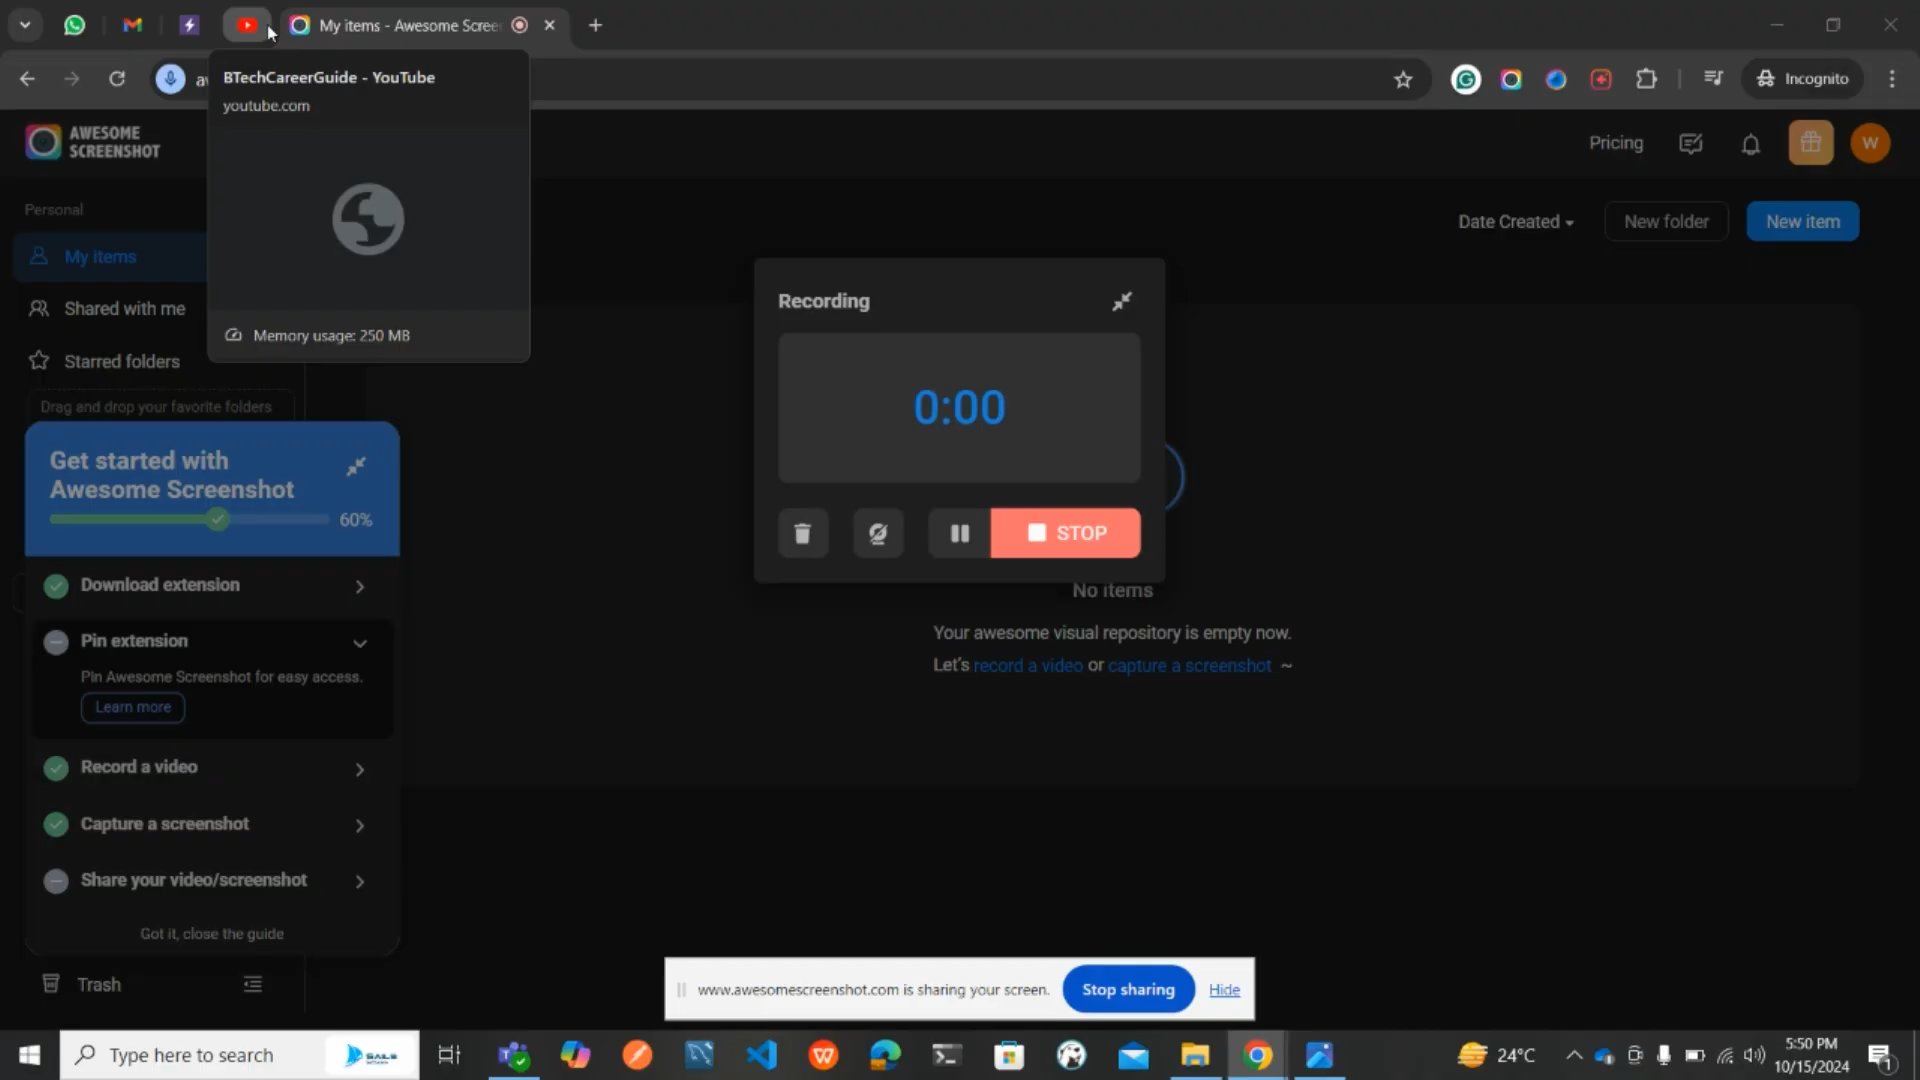 My items - Awesome Scree
BTechCareerGuide - YouTube
youtube.com
Incognito
AWESOME
SCREENSHOT
Pricing
W
Personal
Date Created
New folder
New item
My items
Shared with me
Memory usage: 250 MB
Starred folders
Drag and drop your favorite folders
Recording
0:00
STOP
Get started with
Awesome Screenshot
60%
Download extension
Pin extension
Pin Awesome Screenshot for easy access.
Learn more
No items
Your awesome visual repository is empty now.
Let's record a video or capture a screenshot ~
Record a video
Capture a screenshot
Share your video/screenshot
Got it, close the guide
Trash
www.awesomescreenshot.com is sharing your screen.
Stop sharing
Hide
Type here to search
24°C
5:50 PM
10/15/2024
1